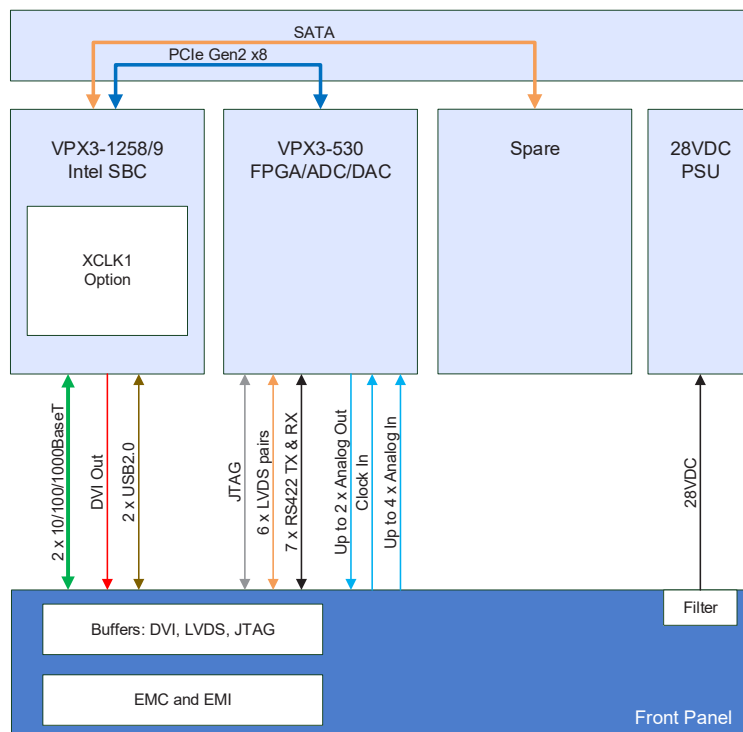 SATA
PCIe Gen2 x8
VPX3-1258/9
Intel SBC
XCLK1
Option
VPX3-530
FPGA/ADC/DAC
Spare
28VDC
PSU
2 x 10/100/1000BaseT
DVI Out
2 x USB2.0
JTAG
6 x LVDS pairs
7 x RS422 TX & RX
Up to 2 x Analog Out
Clock In
Up to 4 x Analog In
28VDC
Buffers: DVI, LVDS, JTAG
Filter
EMC and EMI
Front Panel